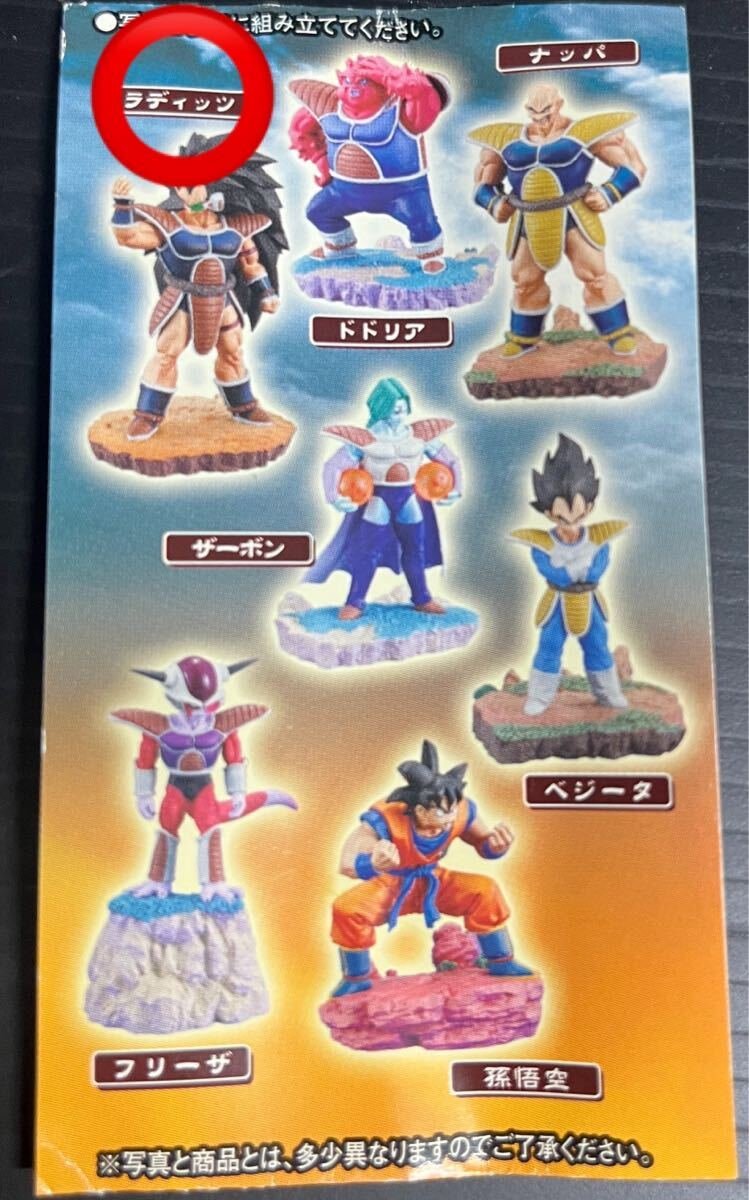 ●写に組み立ててください。
ナッパ
ラディッツ
ドドリア
ザーボン
ベジータ
フリーザ
孫悟空
※写真と商品とは、多少異なりますのでご了承ください。